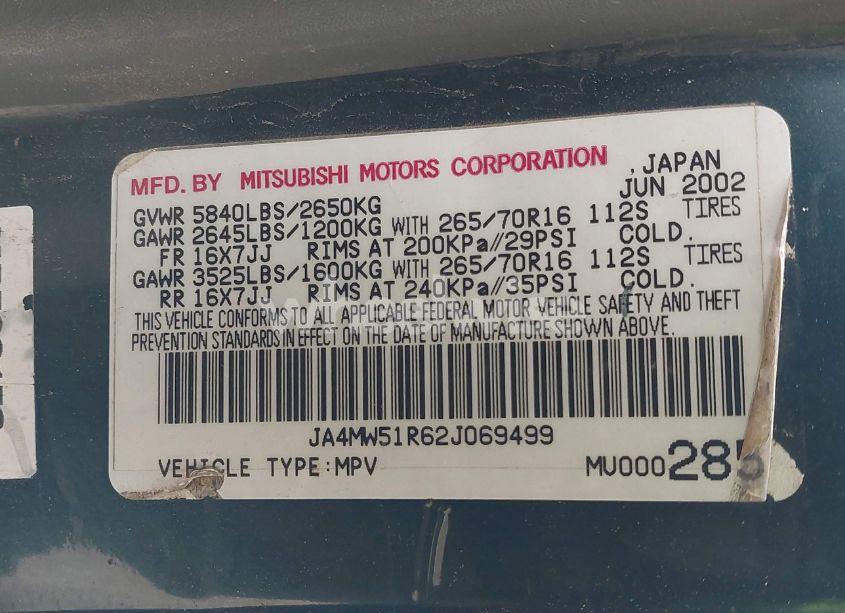 MFD. BY MITSUBISHI MOTORS CORPORATION , JAPAN
JUN 2002
GVWR 5840LBS/2650KG
GAWR 2645LBS/1200KG WITH 265/70R16 112S TIRES
FR 16X7JJ RIMS AT 200KPa//29PSI COLD.
GAWR 3525LBS/1600KG WITH 265/70R16 112S TIRES
RR 16X7JJ RIMS AT 240KPa//35PSI COLD.
THIS VEHICLE CONFORMS TO ALL APPLICABLE FEDERAL MOTOR VEHICLE SAFETY AND THEFT
PREVENTION STANDARDS IN EFFECT ON THE DATE OF MANUFACTURE SHOWN ABOVE.
JA4MW51R62J069499
VEHICLE TYPE:MPV MU000285